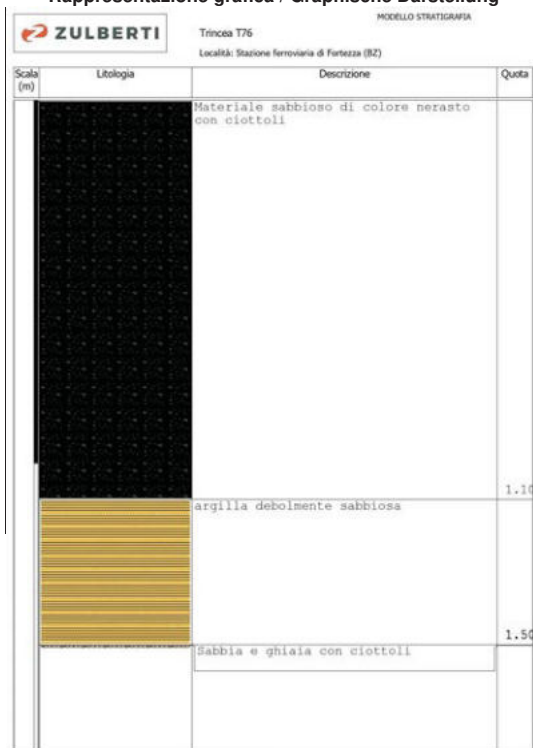 Rappresentazione grafica / Graphische Darstellung
MODELLO STRATIGRAFIA
ZULBERTI
Trincea T76
Località: Stazione ferroviaria di Fortezza (BZ)
Scala (m)
Litologia
Descrizione
Quota
Materiale sabbioso di colore nerasto
con ciottoli
1.10
argilla debolmente sabbiosa
1.50
Sabbia e ghiaia con ciottoli